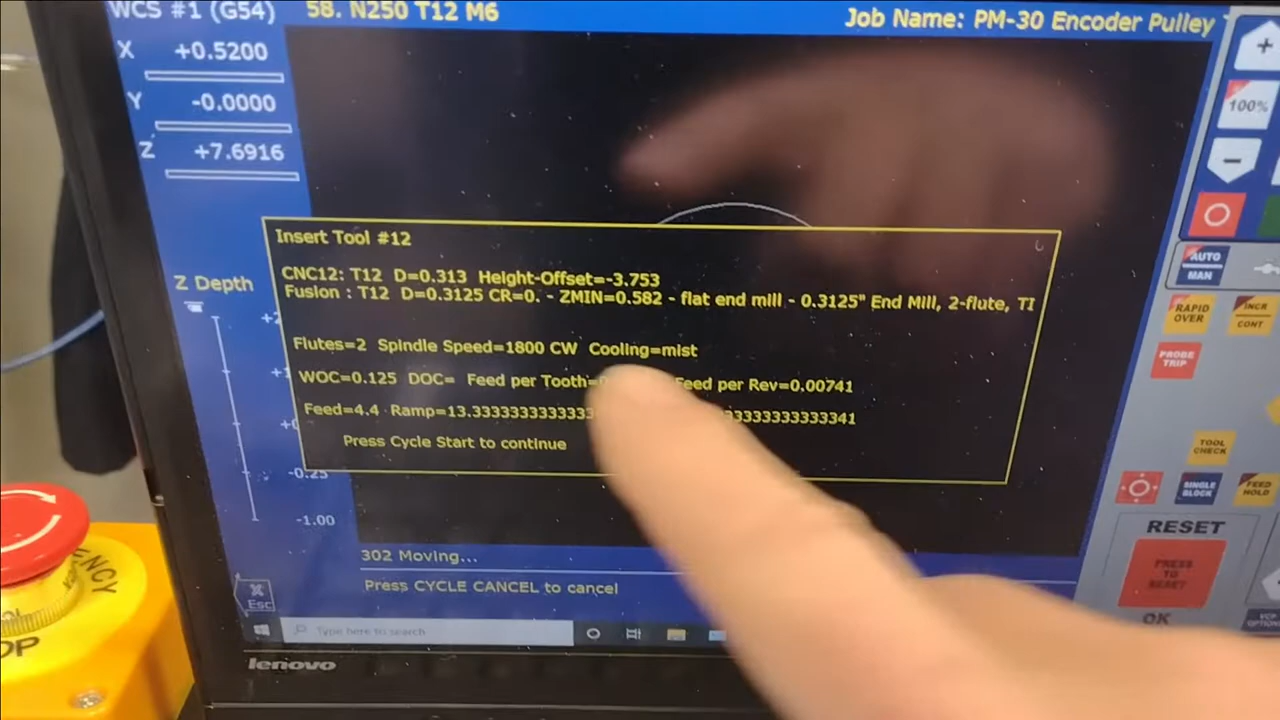 WCS #1 (G54)
58. N250 T12 M6
Job Name: PM-30 Encoder Pulley
X +0.5200
Y -0.0000
Z +7.6916
100%
Insert Tool #12
CNC12: T12 D=0.313 Height-Offset=-3.753
Fusion : T12 D=0.3125 CR=0. - ZMIN=0.582 - flat end mill - 0.3125" End Mill, 2-flute, TI
Flutes=2 Spindle Speed=1800 CW Cooling=mist
WOC=0.125 DOC= Feed per Tooth= Feed per Rev=0.00741
Feed=4.4 Ramp=13.3333333333333
Press Cycle Start to continue
Z Depth
-0.25
-1.00
302 Moving...
Press CYCLE CANCEL to cancel
Esc
Type here to search
lenovo
AUTO
MAN
RAPID
OVER
INCR
CONT
PROBE
TRIP
TOOL
CHECK
SINGLE
BLOCK
FEED
HOLD
RESET
PRESS
TO
RESET
OK